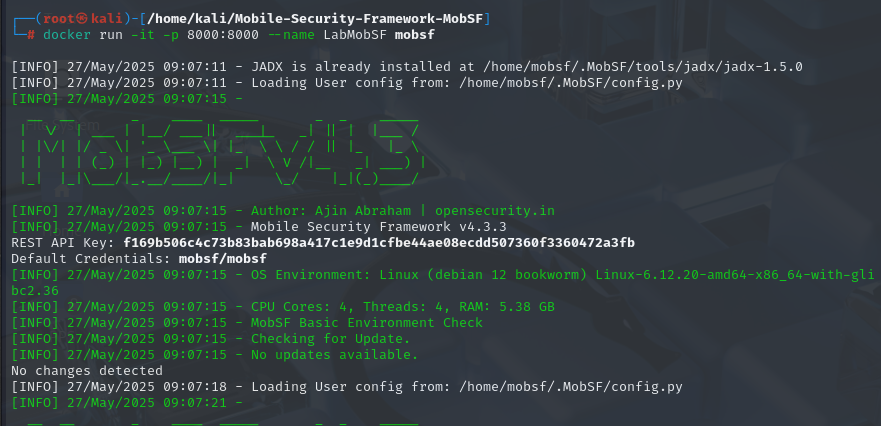 (root㉿kali)-[/home/kali/Mobile-Security-Framework-MobSF]
# docker run -it -p 8000:8000 --name LabMobSF mobsf
[INFO] 27/May/2025 09:07:11 - JADX is already installed at /home/mobsf/.MobSF/tools/jadx/jadx-1.5.0
[INFO] 27/May/2025 09:07:11 - Loading User config from: /home/mobsf/.MobSF/config.py
[INFO] 27/May/2025 09:07:15 -
MobSF v4.3
[INFO] 27/May/2025 09:07:15 - Author: Ajin Abraham | opensecurity.in
[INFO] 27/May/2025 09:07:15 - Mobile Security Framework v4.3.3
REST API Key: f169b506c4c73b83bab698a417c1e9d1cfbe44ae08ecdd507360f3360472a3fb
Default Credentials: mobsf/mobsf
[INFO] 27/May/2025 09:07:15 - OS Environment: Linux (debian 12 bookworm) Linux-6.12.20-amd64-x86_64-with-gli
bc2.36
[INFO] 27/May/2025 09:07:15 - CPU Cores: 4, Threads: 4, RAM: 5.38 GB
[INFO] 27/May/2025 09:07:15 - MobSF Basic Environment Check
[INFO] 27/May/2025 09:07:15 - Checking for Update.
[INFO] 27/May/2025 09:07:15 - No updates available.
No changes detected
[INFO] 27/May/2025 09:07:18 - Loading User config from: /home/mobsf/.MobSF/config.py
[INFO] 27/May/2025 09:07:21 -